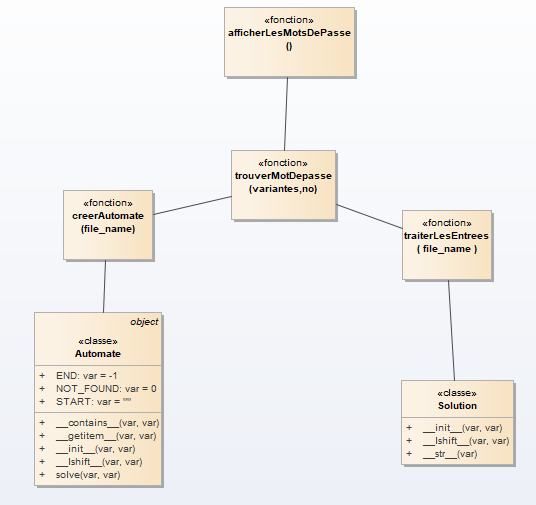 «fonction»
afficherLesMotsDePasse
()
«fonction»
trouverMotDepasse
(variantes,no)
«fonction»
creerAutomate
(file_name)
«fonction»
traiterLesEntrees
( file_name )
object
«classe»
Automate
+ END: var = -1
+ NOT_FOUND: var = 0
+ START: var = ""
+ __contains__(var, var)
+ __getitem__(var, var)
+ __init__(var, var)
+ __lshift__(var, var)
+ solve(var, var)
«classe»
Solution
+ __init__(var, var)
+ __lshift__(var, var)
+ __str__(var)